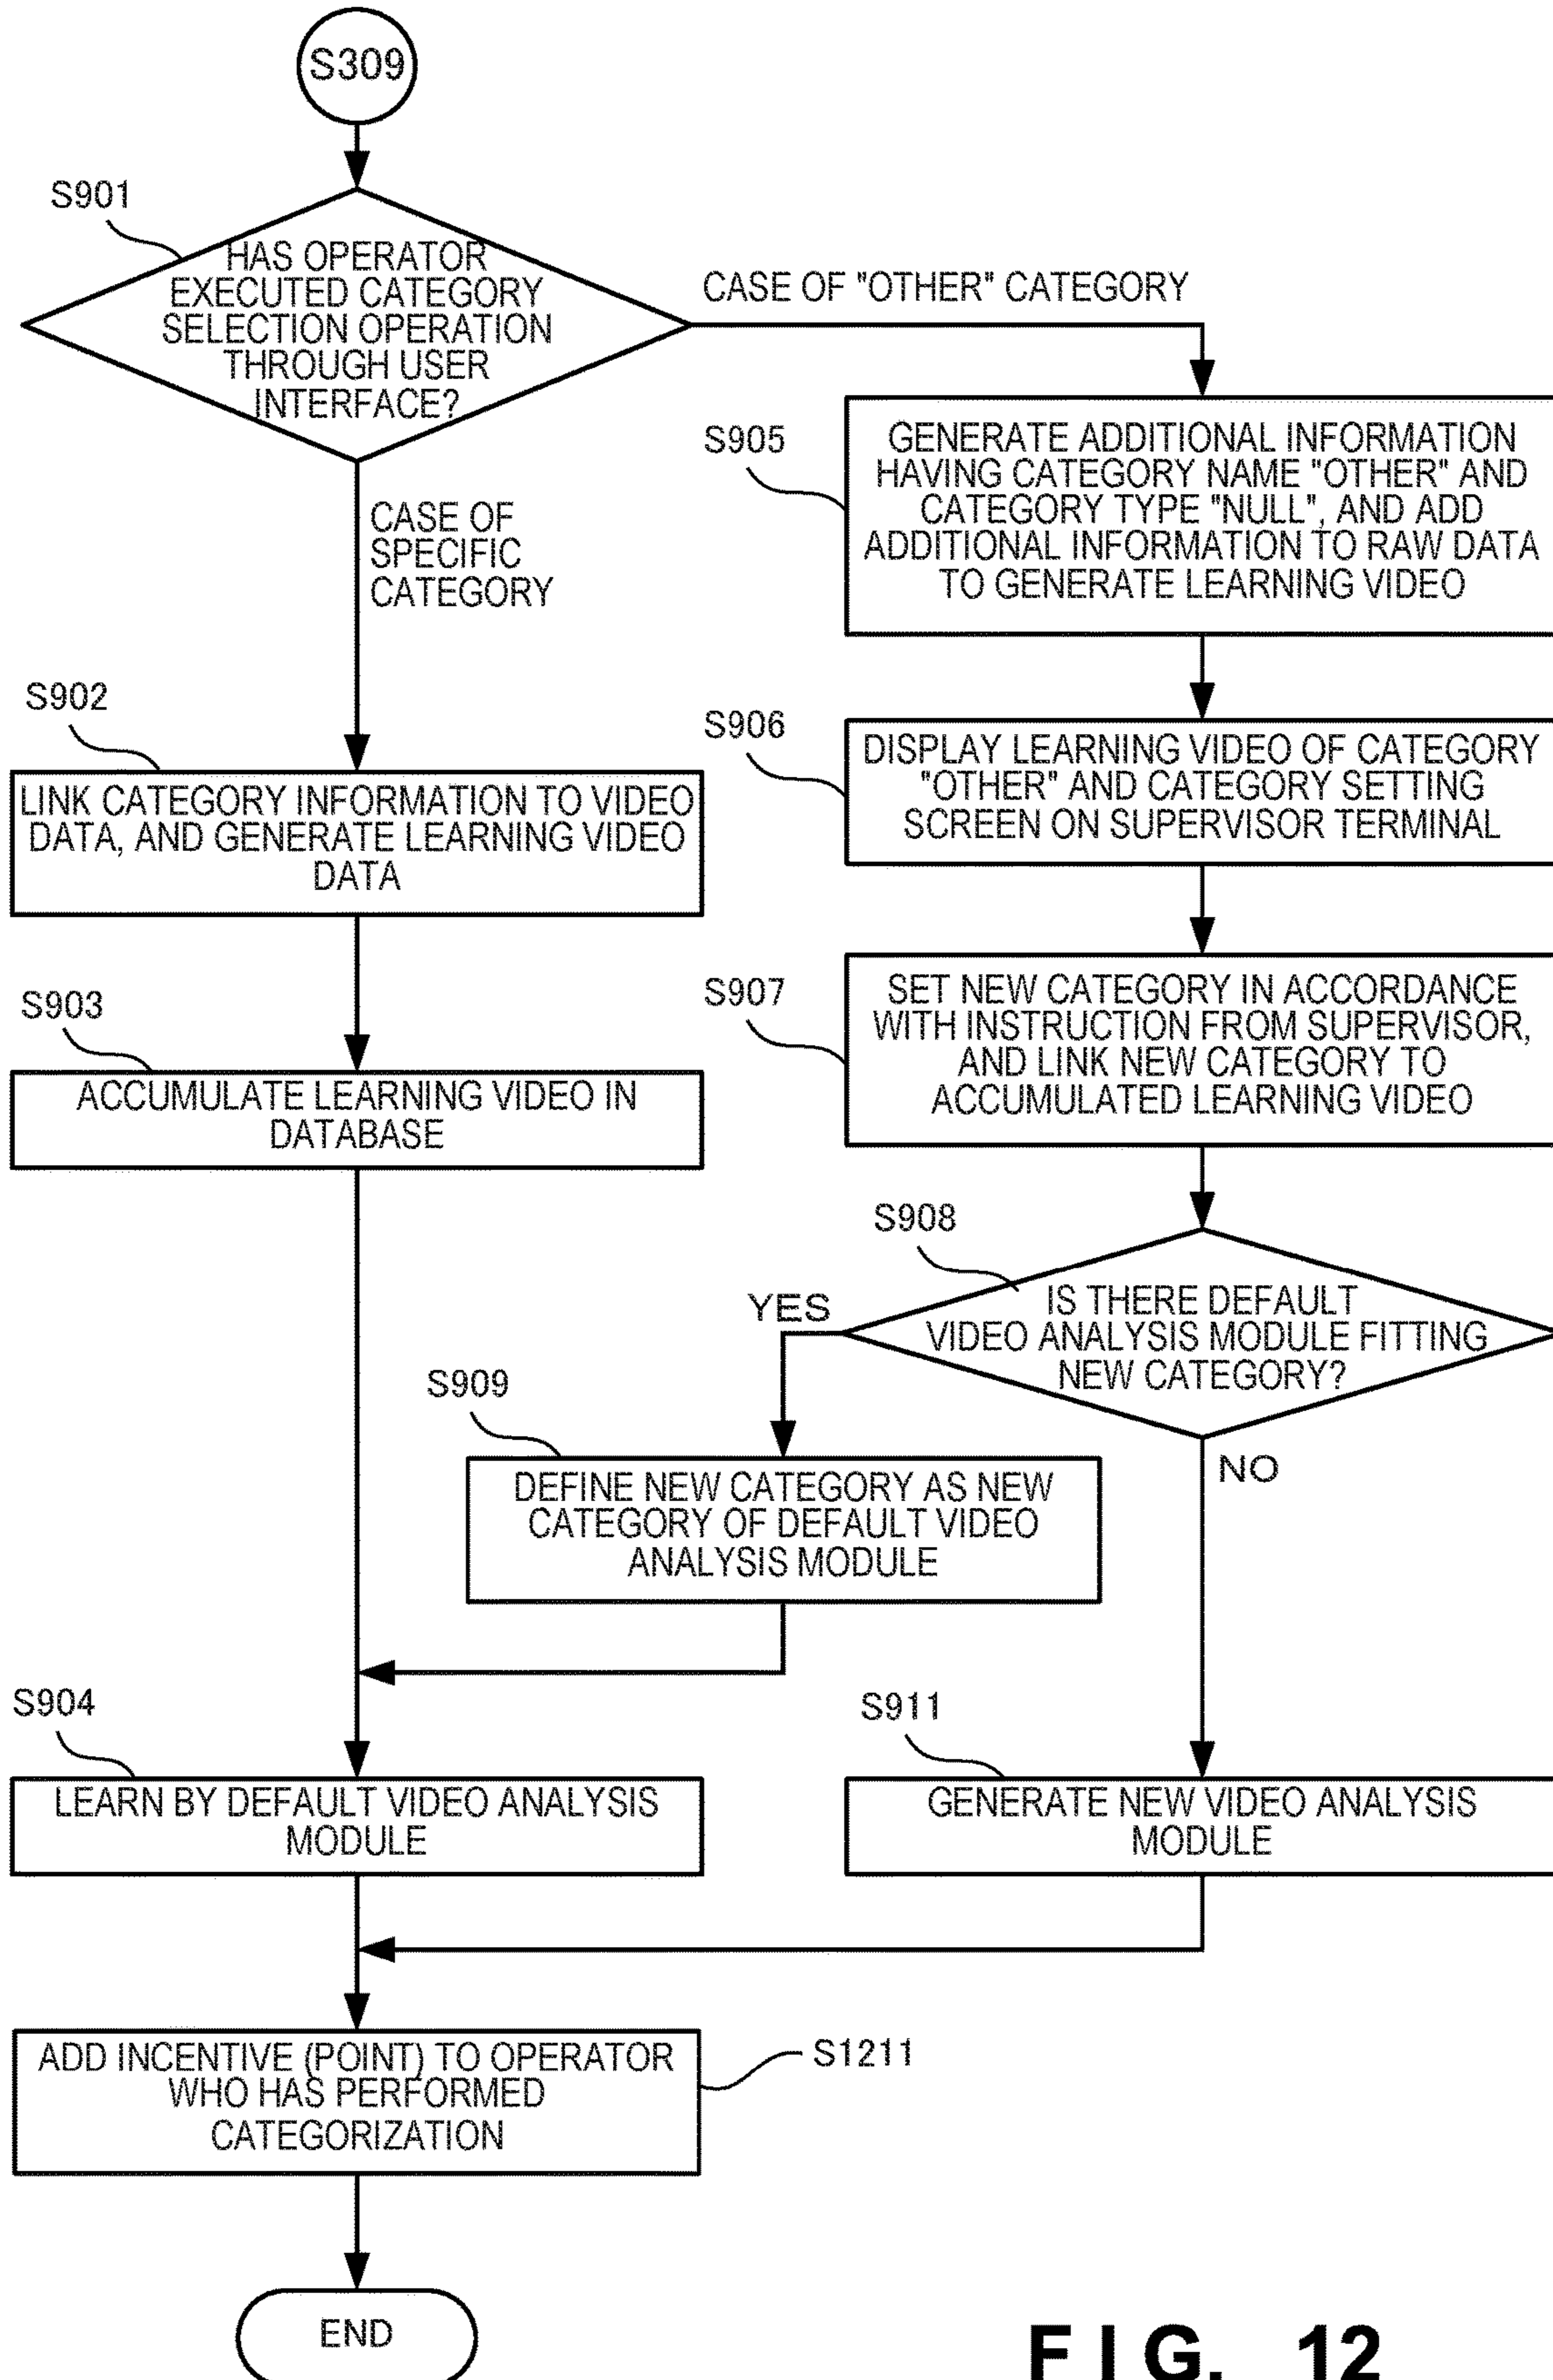 S309
S901
HAS OPERATOR
EXECUTED CATEGORY
SELECTION OPERATION
THROUGH USER
INTERFACE?
CASE OF "OTHER" CATEGORY
CASE OF
SPECIFIC
CATEGORY
S905
GENERATE ADDITIONAL INFORMATION
HAVING CATEGORY NAME "OTHER" AND
CATEGORY TYPE "NULL", AND ADD
ADDITIONAL INFORMATION TO RAW DATA
TO GENERATE LEARNING VIDEO
S902
LINK CATEGORY INFORMATION TO VIDEO
DATA, AND GENERATE LEARNING VIDEO
DATA
S906
DISPLAY LEARNING VIDEO OF CATEGORY
"OTHER" AND CATEGORY SETTING
SCREEN ON SUPERVISOR TERMINAL
S903
ACCUMULATE LEARNING VIDEO IN
DATABASE
S907
SET NEW CATEGORY IN ACCORDANCE
WITH INSTRUCTION FROM SUPERVISOR,
AND LINK NEW CATEGORY TO
ACCUMULATED LEARNING VIDEO
S908
IS THERE DEFAULT
VIDEO ANALYSIS MODULE FITTING
NEW CATEGORY?
YES
NO
S909
DEFINE NEW CATEGORY AS NEW
CATEGORY OF DEFAULT VIDEO
ANALYSIS MODULE
S904
LEARN BY DEFAULT VIDEO ANALYSIS
MODULE
S911
GENERATE NEW VIDEO ANALYSIS
MODULE
ADD INCENTIVE (POINT) TO OPERATOR
WHO HAS PERFORMED
CATEGORIZATION
S1211
END
FIG. 12